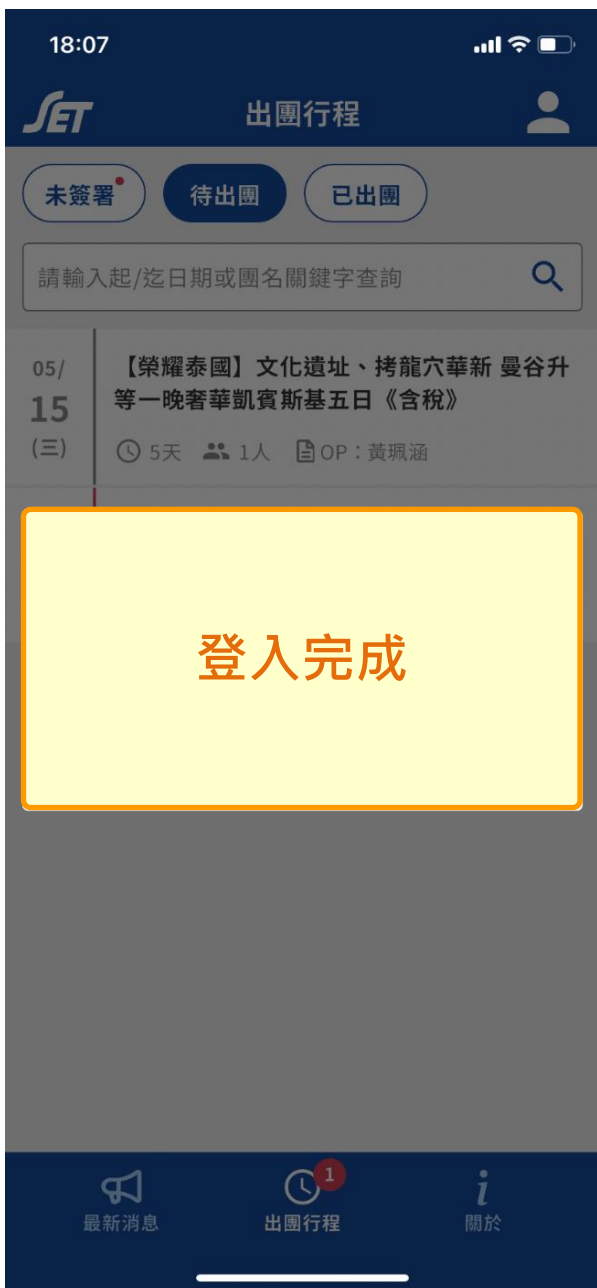 18:07
SET
出團行程
未簽署 待出團 已出團
請輸入起/迄日期或團名關鍵字查詢
05/
15
(三)
【榮耀泰國】文化遺址、拷龍穴華新 曼谷升
等一晚奢華凱賓斯基五日《含稅》
5天 1人 OP：黃珮涵
登入完成
1
最新消息 出團行程 關於